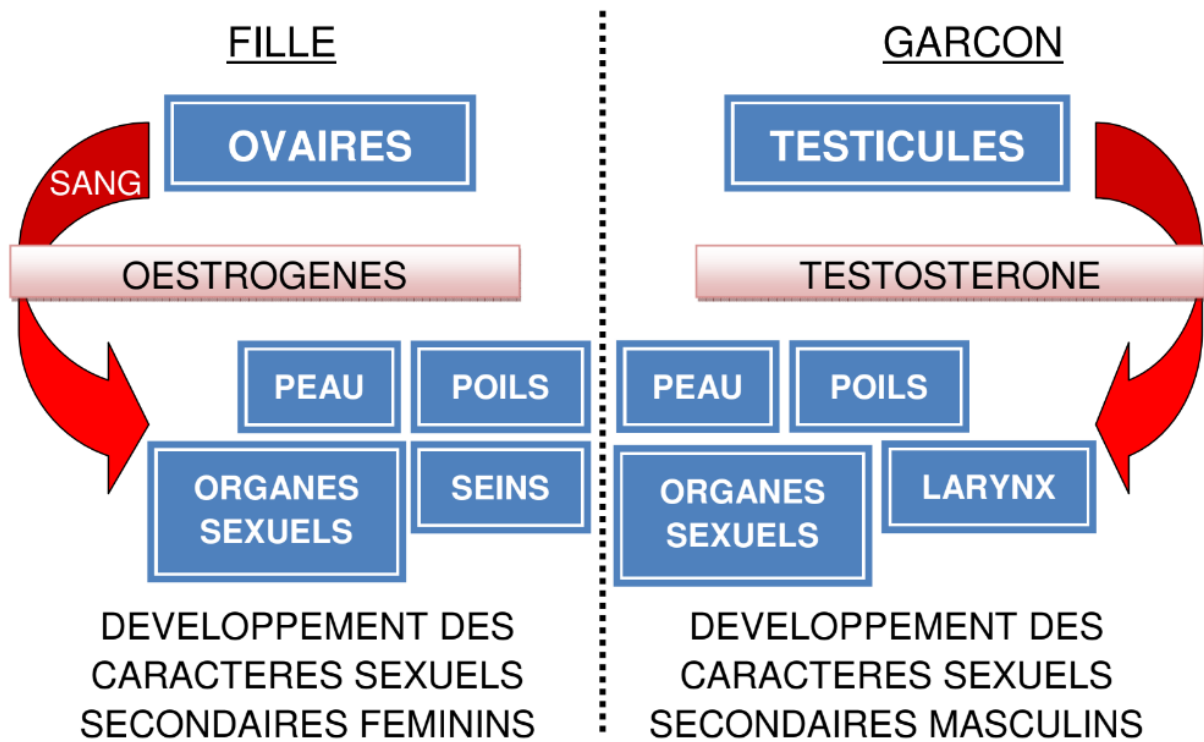 FILLE
OVAIRES
SANG
OESTROGENES
PEAU
POILS
ORGANES
SEXUELS
SEINS
DEVELOPPEMENT DES
CARACTERES SEXUELS
SECONDAIRES FEMININS
GARCON
TESTICULES
TESTOSTERONE
PEAU
POILS
ORGANES
SEXUELS
LARYNX
DEVELOPPEMENT DES
CARACTERES SEXUELS
SECONDAIRES MASCULINS